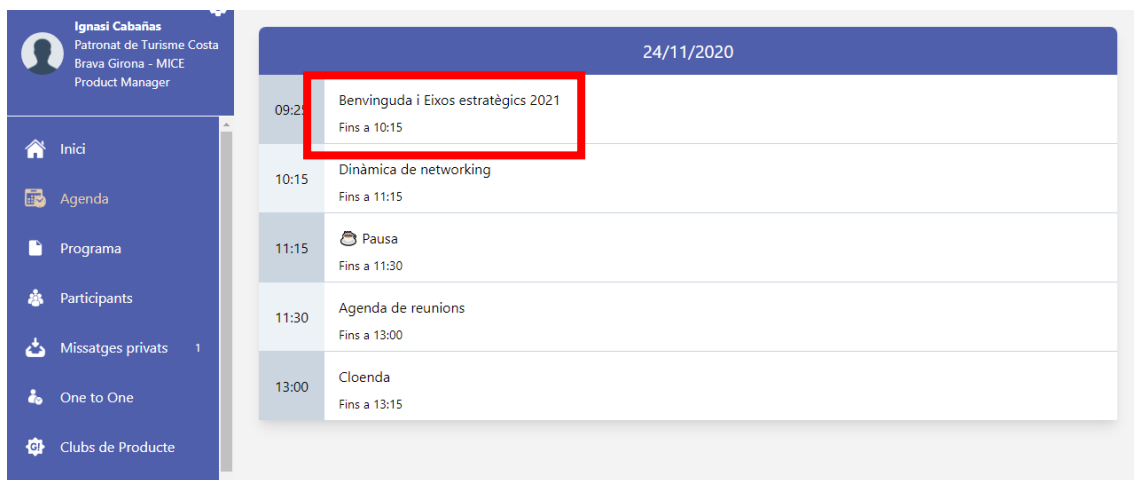 Ignasi Cabañas
Patronat de Turisme Costa
Brava Girona - MICE
Product Manager
Inici
Agenda
Programa
Participants
Missatges privats 1
One to One
GI
Clubs de Producte
24/11/2020
09:25
Benvinguda i Eixos estratègics 2021
Fins a 10:15
10:15
Dinàmica de networking
Fins a 11:15
11:15
Pausa
Fins a 11:30
11:30
Agenda de reunions
Fins a 13:00
13:00
Cloenda
Fins a 13:15